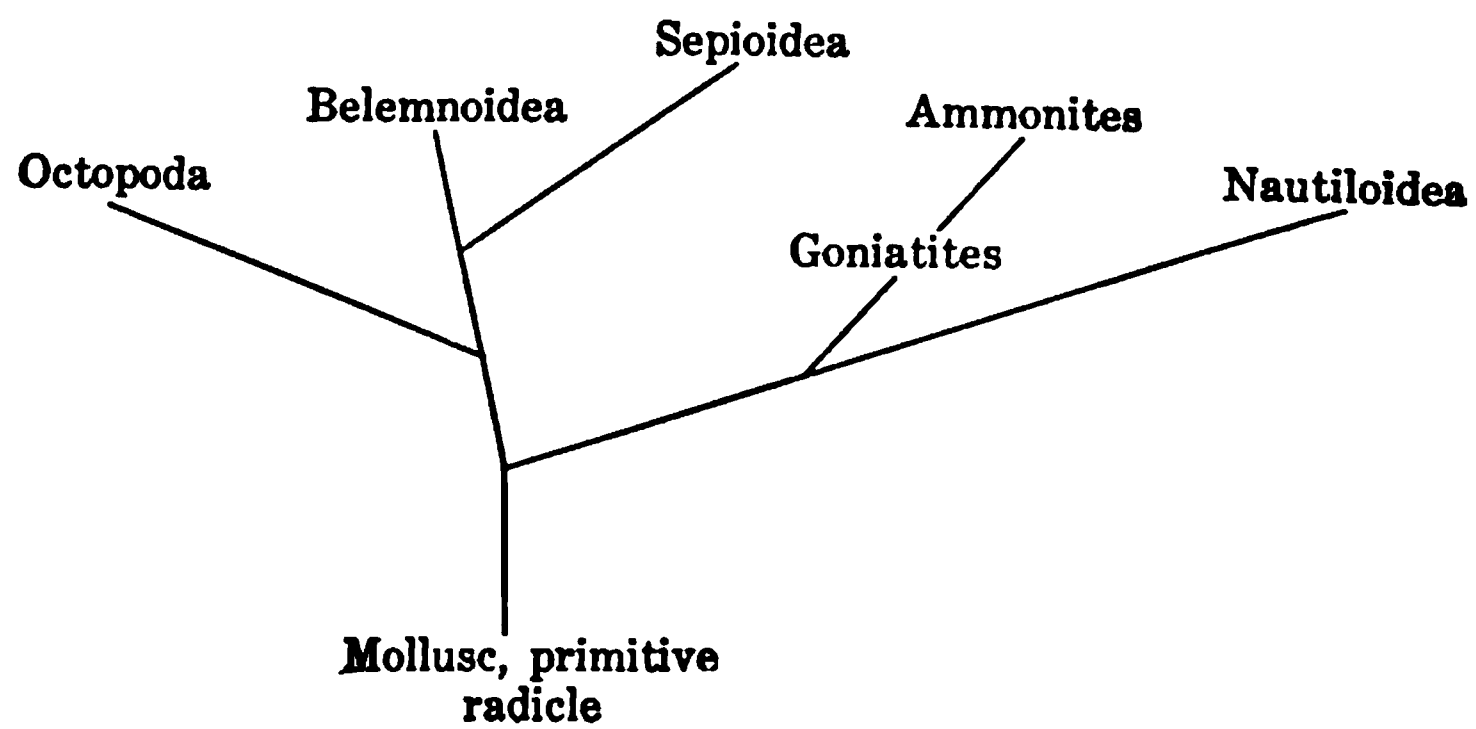 Sepioidea
Belemnoidea
Ammonites
Octopoda
Nautiloidea
Goniatites
Mollusc, primitive
radicle